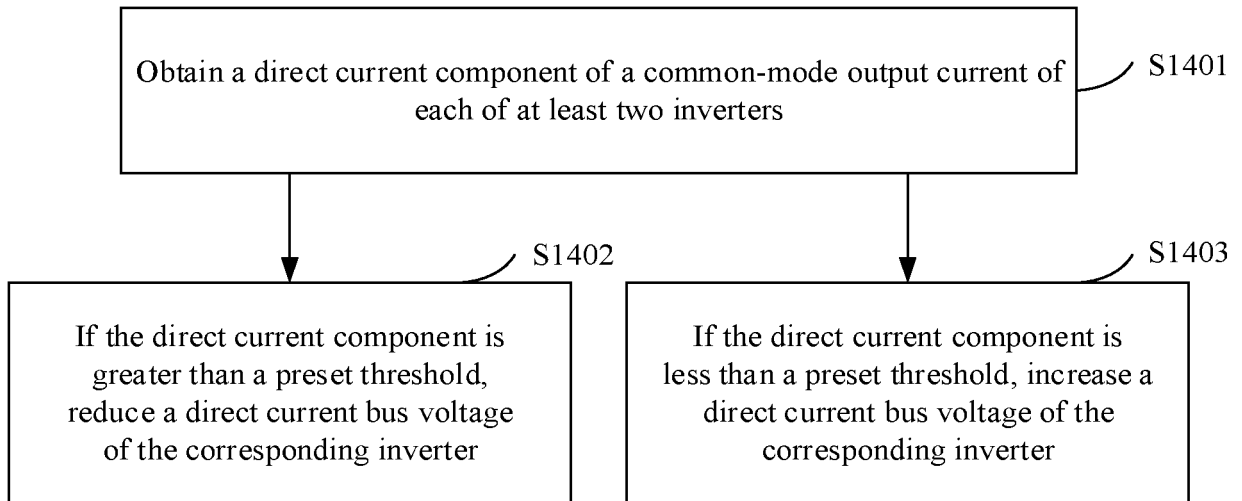 Obtain a direct current component of a common-mode output current of
each of at least two inverters
S1401
S1402
If the direct current component is
greater than a preset threshold,
reduce a direct current bus voltage
of the corresponding inverter
S1403
If the direct current component is
less than a preset threshold, increase a
direct current bus voltage of the
corresponding inverter